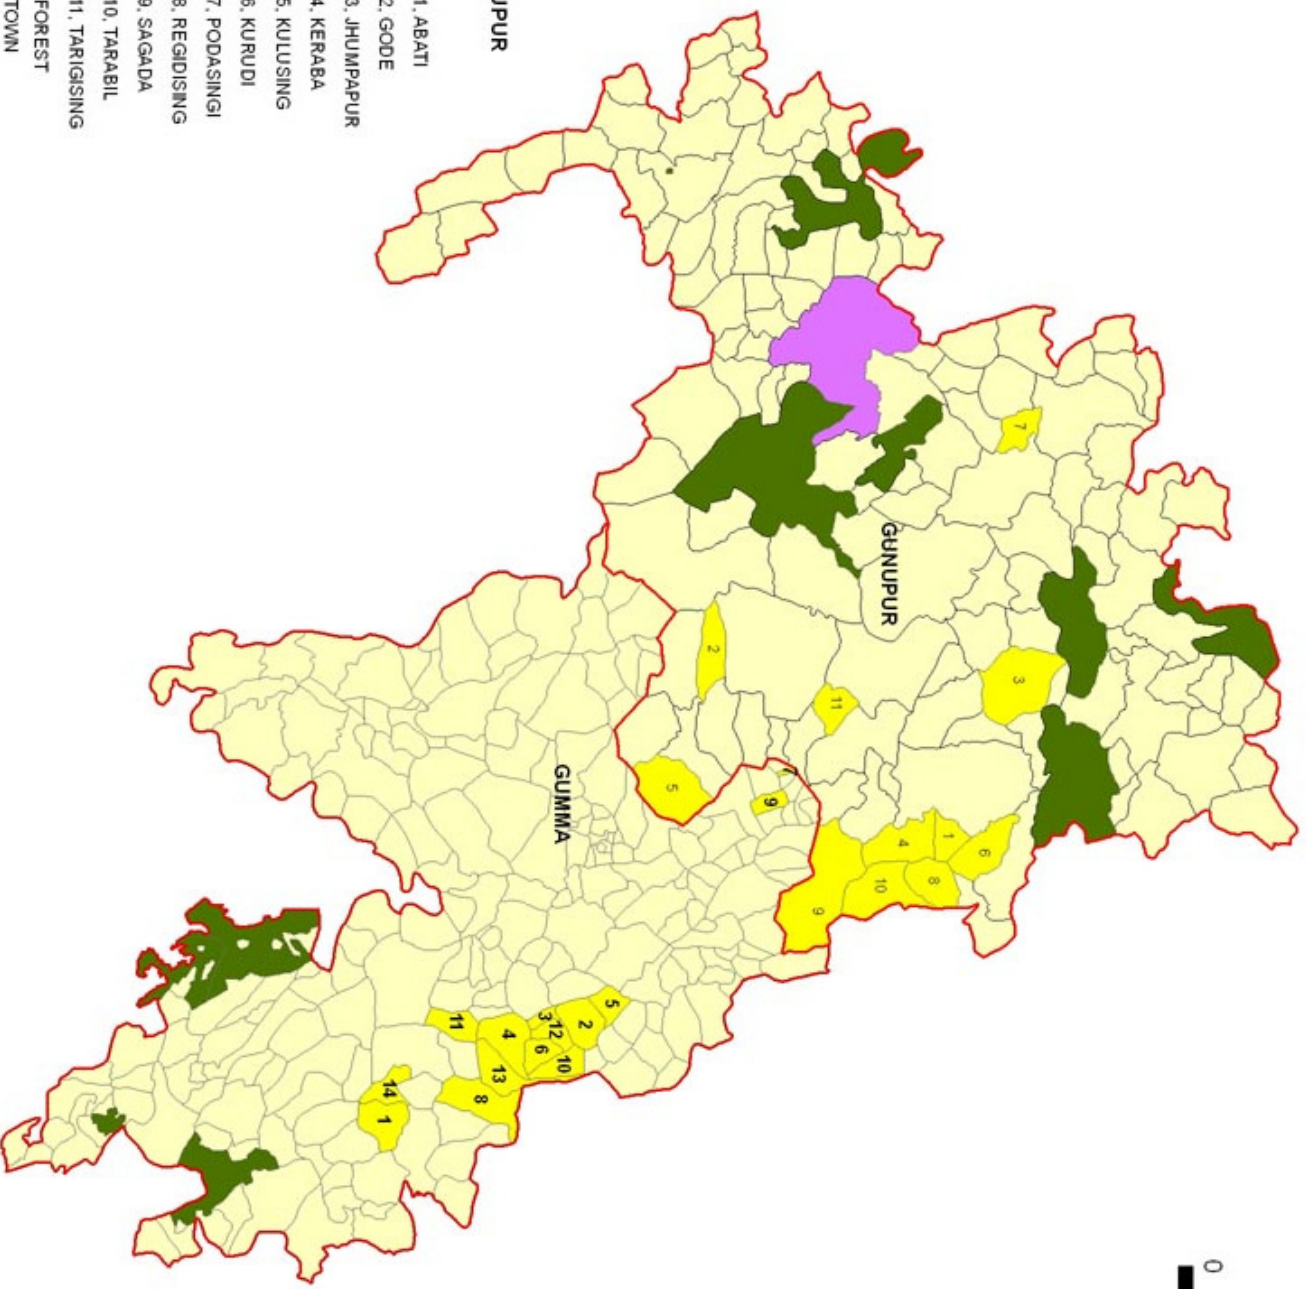 UPUR
1. ABATI
2. GODE
3. JHUMPAPUR
4. KERABA
5. KULUSING
6. KURUDI
7. PODASINGI
8. REGIDISING
9. SAGADA
10. TARABIL
11. TARIGISING
FOREST
TOWN
GUNUPUR
7
3
2
11
5
6
1
4
8
10
9
GUMMA
7
9
5
2
3
12
10
6
4
11
13
8
14
1
0